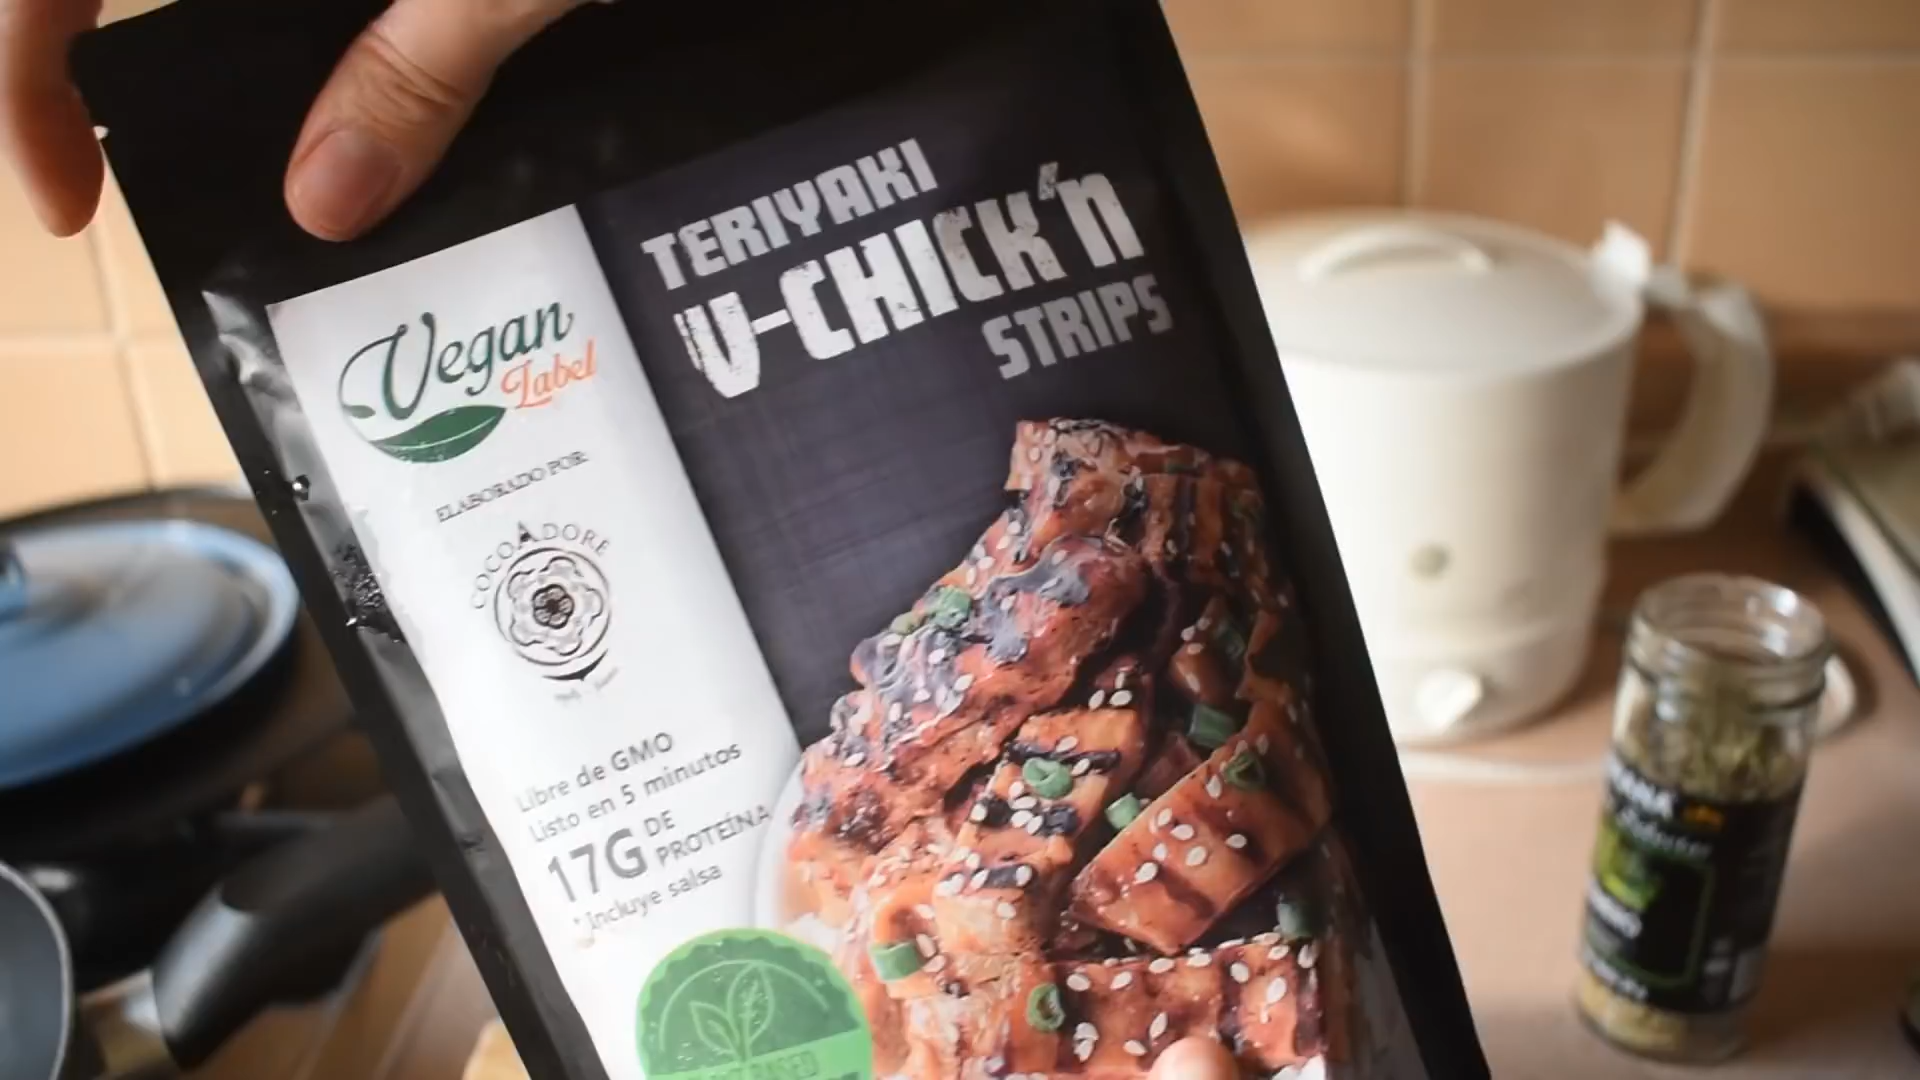 TERIYAKI
V-CHICK'n
STRIPS
Vegan
Label
ELABORADO POR:
COCOADORE
Libre de GMO
Listo en 5 minutos
17G DE PROTEÍNA
*Incluye salsa
BASED